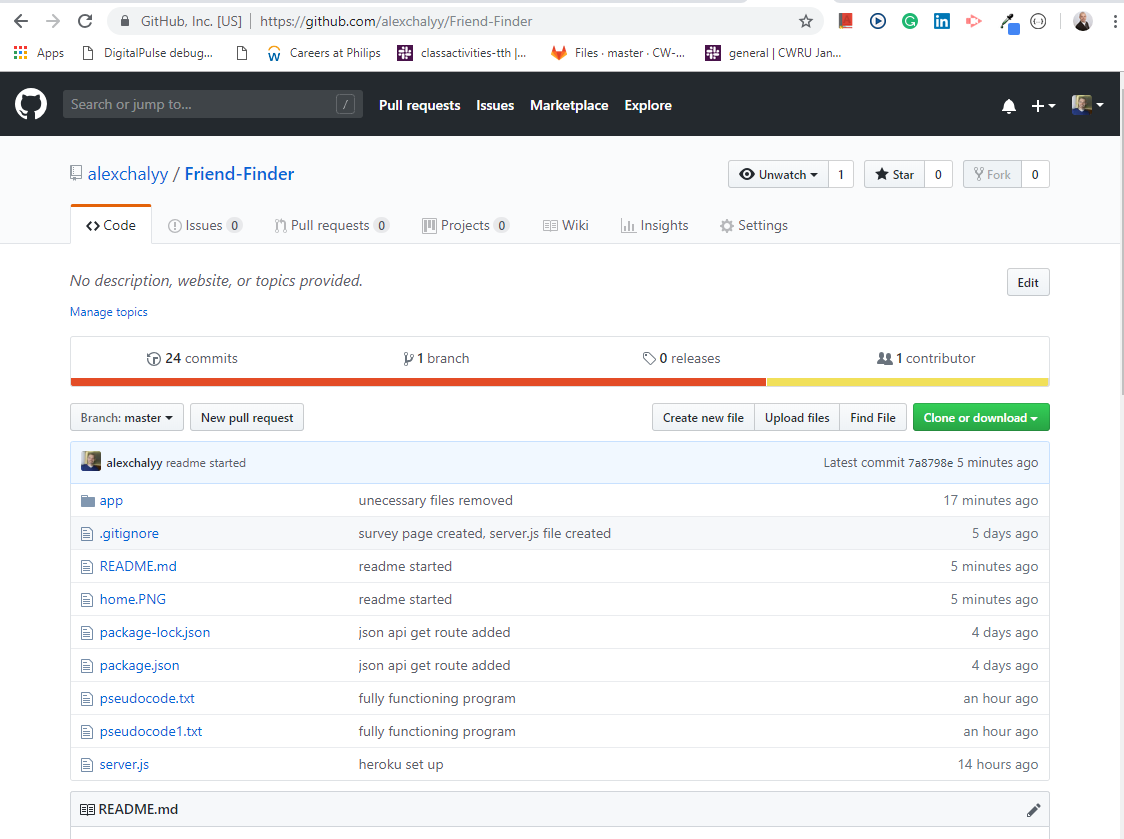 GitHub, Inc. [US] | https://github.com/alexchalyy/Friend-Finder
Apps DigitalPulse debug... Careers at Philips classactivities-tth |... Files · master · CW-... general | CWRU Jan...
Search or jump to... / Pull requests Issues Marketplace Explore
alexchalyy / Friend-Finder Unwatch 1 Star 0 Fork 0
Code Issues 0 Pull requests 0 Projects 0 Wiki Insights Settings
No description, website, or topics provided. Edit
Manage topics
24 commits 1 branch 0 releases 1 contributor
Branch: master New pull request Create new file Upload files Find File Clone or download
alexchalyy readme started Latest commit 7a8798e 5 minutes ago
app unecessary files removed 17 minutes ago
.gitignore survey page created, server.js file created 5 days ago
README.md readme started 5 minutes ago
home.PNG readme started 5 minutes ago
package-lock.json json api get route added 4 days ago
package.json json api get route added 4 days ago
pseudocode.txt fully functioning program an hour ago
pseudocode1.txt fully functioning program an hour ago
server.js heroku set up 14 hours ago
README.md